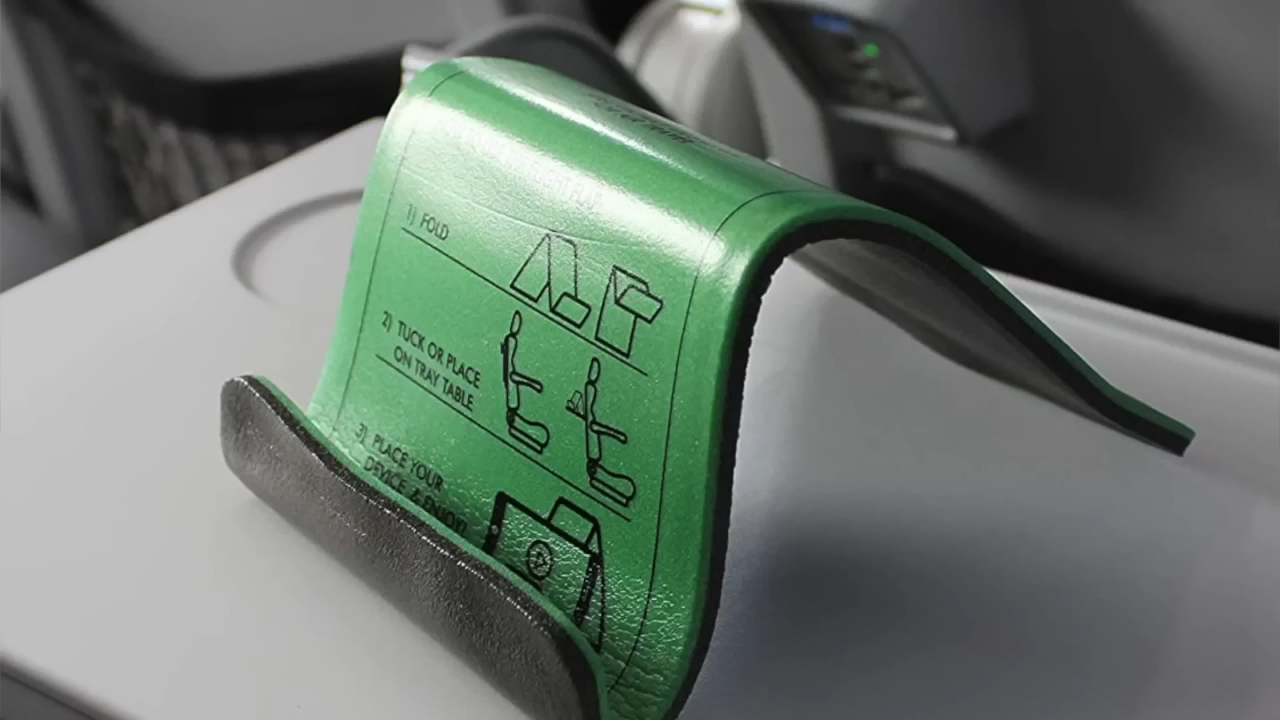 1) FOLD
2) TUCK OR PLACE
ON TRAY TABLE
3) PLACE YOUR
DEVICE & ENJOY!